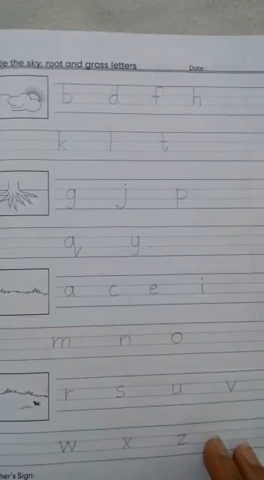 te the sky, root and grass letters Date:
b d f h
k l t
g j p
q y
a c e i
m n o
r s u v
w x z
her's Sign: